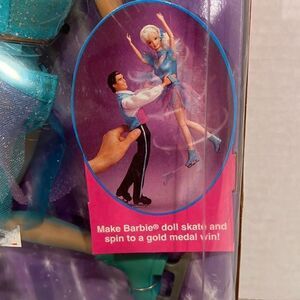 Make Barbie® doll skate and
spin to a gold medal win!